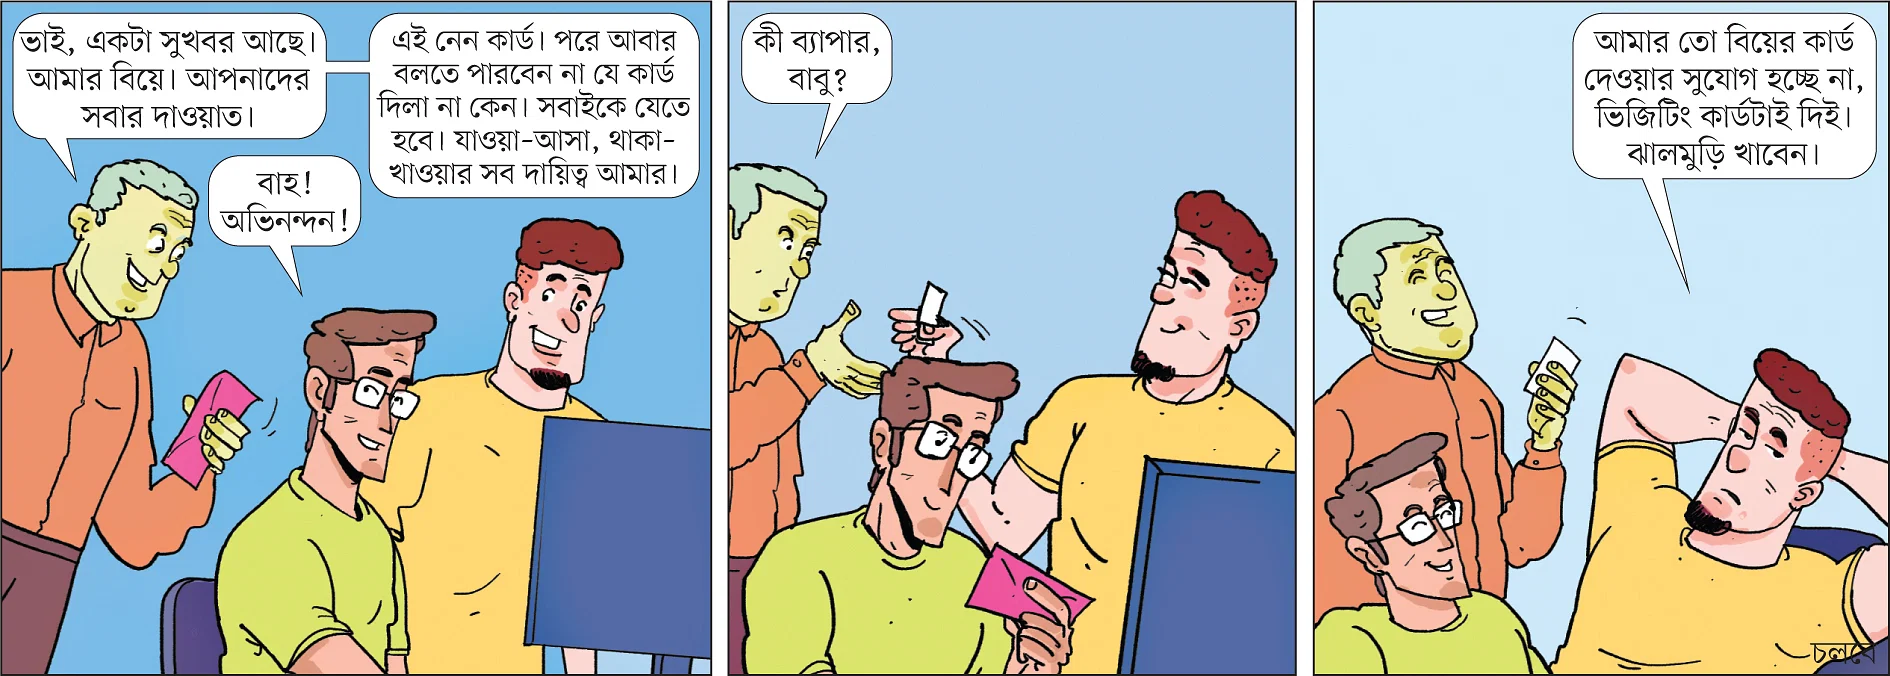 ভাই, একটা সুখবর আছে।
আমার বিয়ে। আপনাদের
সবার দাওয়াত।
এই নেন কার্ড। পরে আবার
বলতে পারবেন না যে কার্ড
দিলা না কেন। সবাইকে যেতে
হবে। যাওয়া-আসা, থাকা-
খাওয়ার সব দায়িত্ব আমার।
বাহ!
অভিনন্দন!
কী ব্যাপার,
বাবু?
আমার তো বিয়ের কার্ড
দেওয়ার সুযোগ হচ্ছে না,
ভিজিটিং কার্ডটাই দিই।
ঝালমুড়ি খাবেন।
চলবে